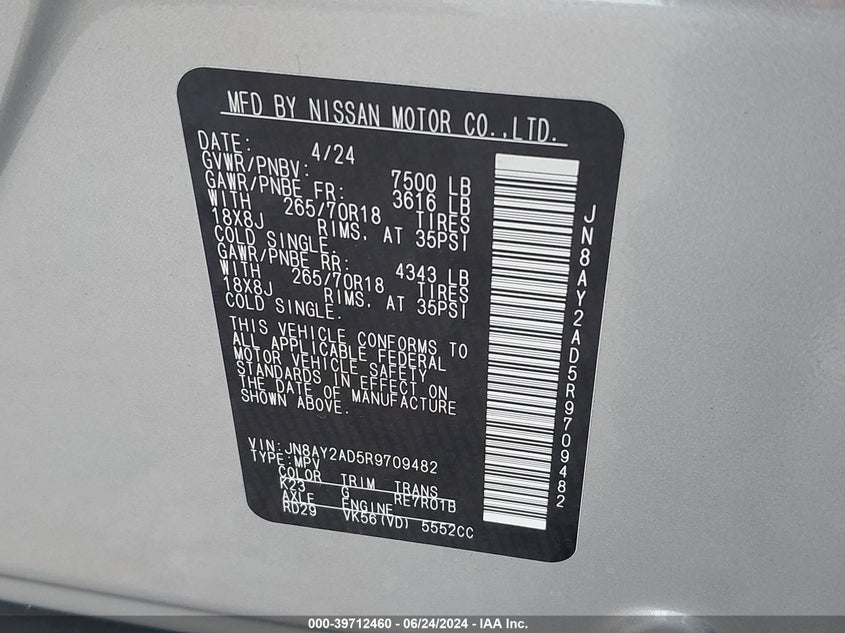 MFD BY NISSAN MOTOR CO.,LTD.
DATE: 4/24
GVWR/PNBV: 7500 LB
GAWR/PNBE FR: 3616 LB
WITH 265/70R18 TIRES
18X8J RIMS, AT 35PSI
COLD SINGLE.
GAWR/PNBE RR: 4343 LB
WITH 265/70R18 TIRES
18X8J RIMS, AT 35PSI
COLD SINGLE.
THIS VEHICLE CONFORMS TO
ALL APPLICABLE FEDERAL
MOTOR VEHICLE SAFETY
STANDARDS IN EFFECT ON
THE DATE OF MANUFACTURE
SHOWN ABOVE.
VIN:JN8AY2AD5R9709482
TYPE:MPV
COLOR TRIM TRANS
K23 G RE7R01B
AXLE ENGINE
RD29 VK56(VD) 5552CC
JN8AY2AD5R9709482
000-39712460 - 06/24/2024 - IAA Inc.